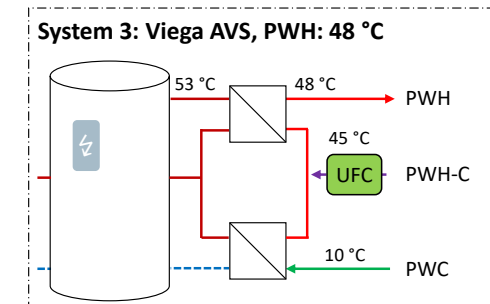 System 3: Viega AVS, PWH: 48 °C
53 °C
48 °C
PWH
45 °C
UFC
PWH-C
10 °C
PWC